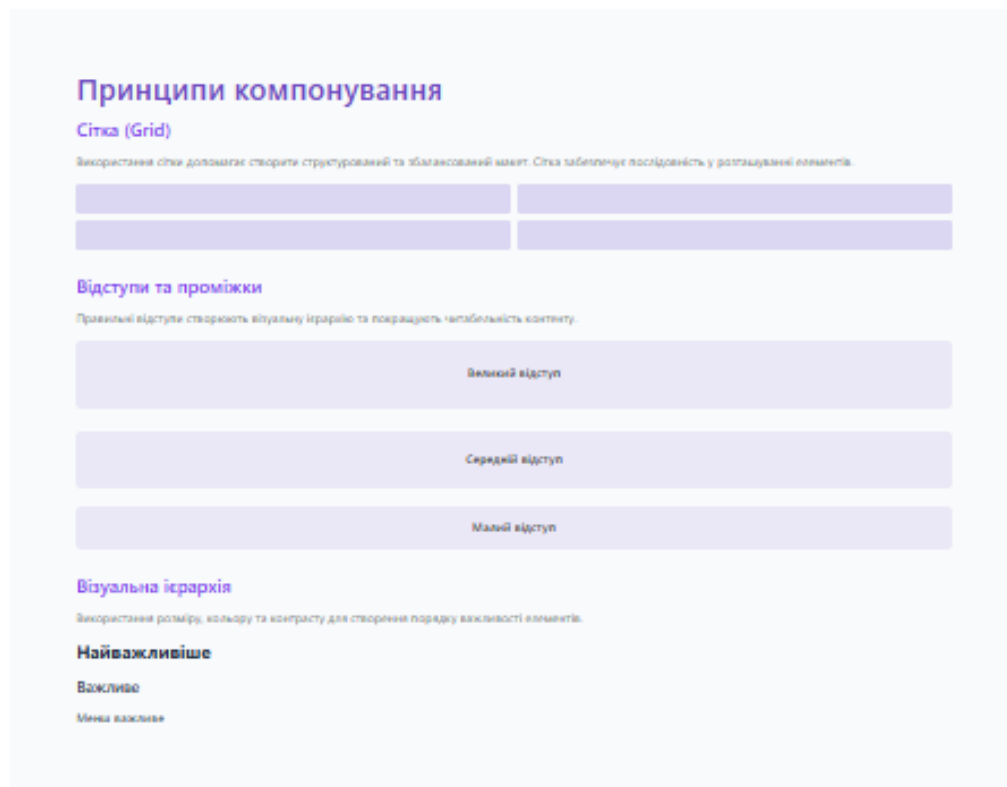 Принципи компонування
Сітка (Grid)
Використання сітки допомагає створити структурований та збалансований макет. Сітка забезпечує послідовність у розташуванні елементів.
Відступи та проміжки
Правильні відступи створюють візуальну ієрархію та покращують читабельність контенту.
Великий відступ
Середній відступ
Малий відступ
Візуальна ієрархія
Використання розміру, кольору та контрасту для створення порядку важливості елементів.
Найважливіше
Важливе
Менш важливе